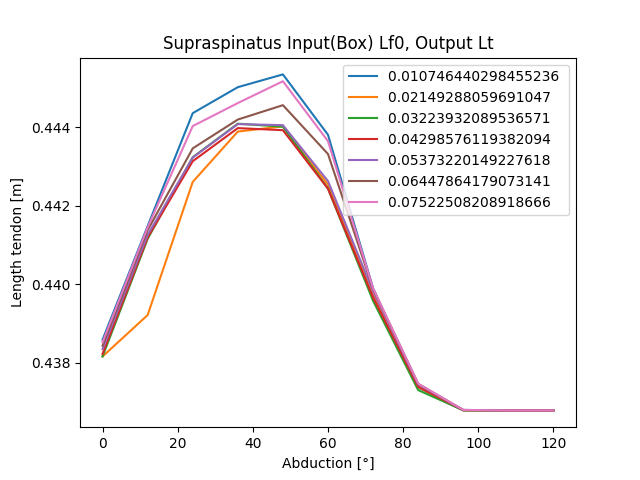 Supraspinatus Input(Box) Lf0, Output Lt
0.010746440298455236
0.02149288059691047
0.03223932089536571
0.04298576119382094
0.05373220149227618
0.06447864179073141
0.07522508208918666
0.444
0.442
0.440
0.438
Length tendon [m]
0 20 40 60 80 100 120
Abduction [°]